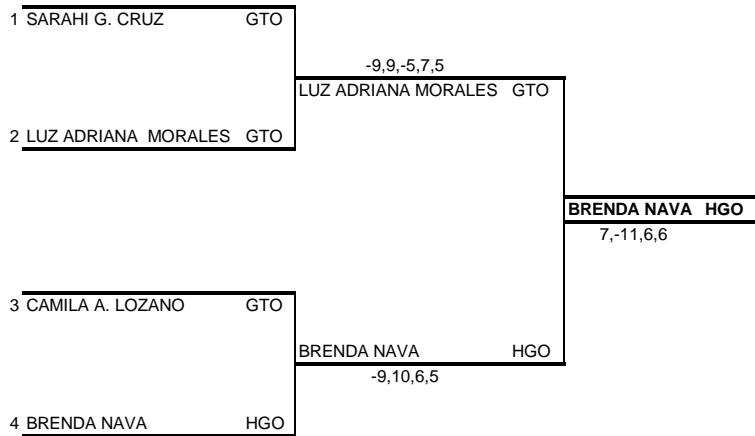 1 SARAHI G. CRUZ GTO
-9,9,-5,7,5
LUZ ADRIANA MORALES GTO
2 LUZ ADRIANA MORALES GTO
BRENDA NAVA HGO
7,-11,6,6
3 CAMILA A. LOZANO GTO
BRENDA NAVA HGO
-9,10,6,5
4 BRENDA NAVA HGO